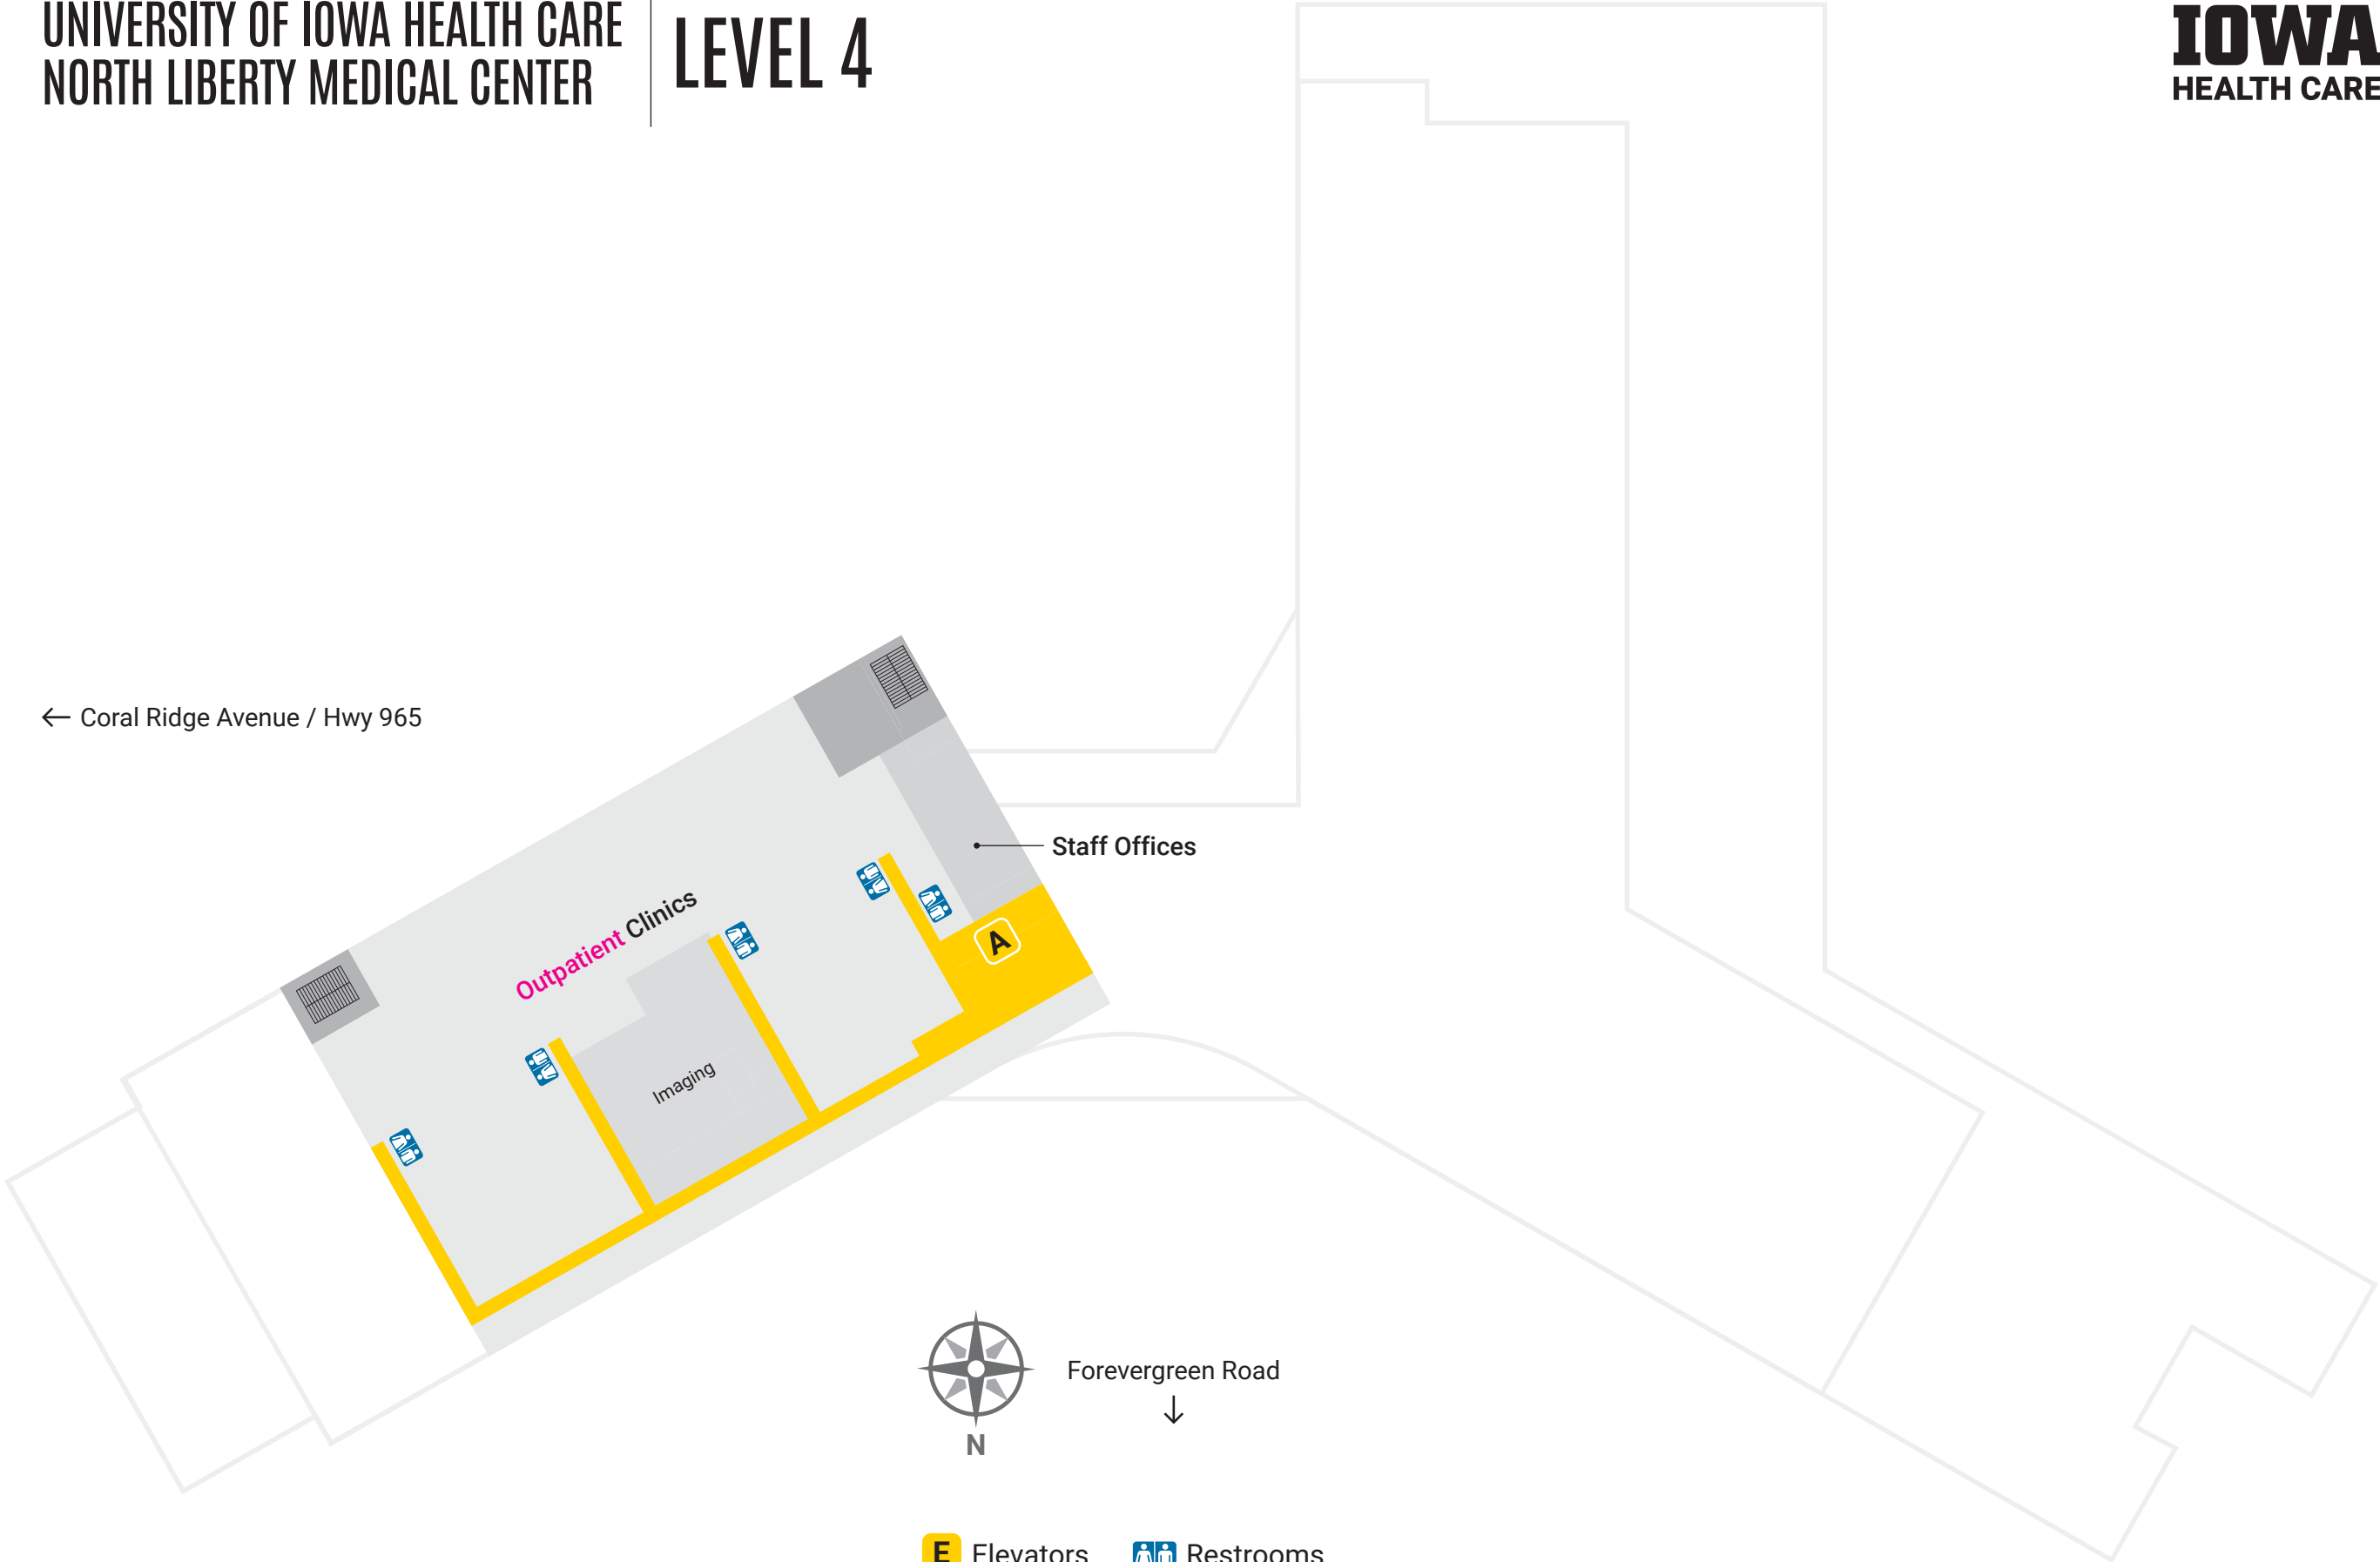 UNIVERSITY OF IOWA HEALTH CARE
NORTH LIBERTY MEDICAL CENTER
LEVEL 4
IOWA
HEALTH CARE
← Coral Ridge Avenue / Hwy 965
Staff Offices
Outpatient Clinics
A
Imaging
Forevergreen Road
↓
N
E Elevators
Restrooms